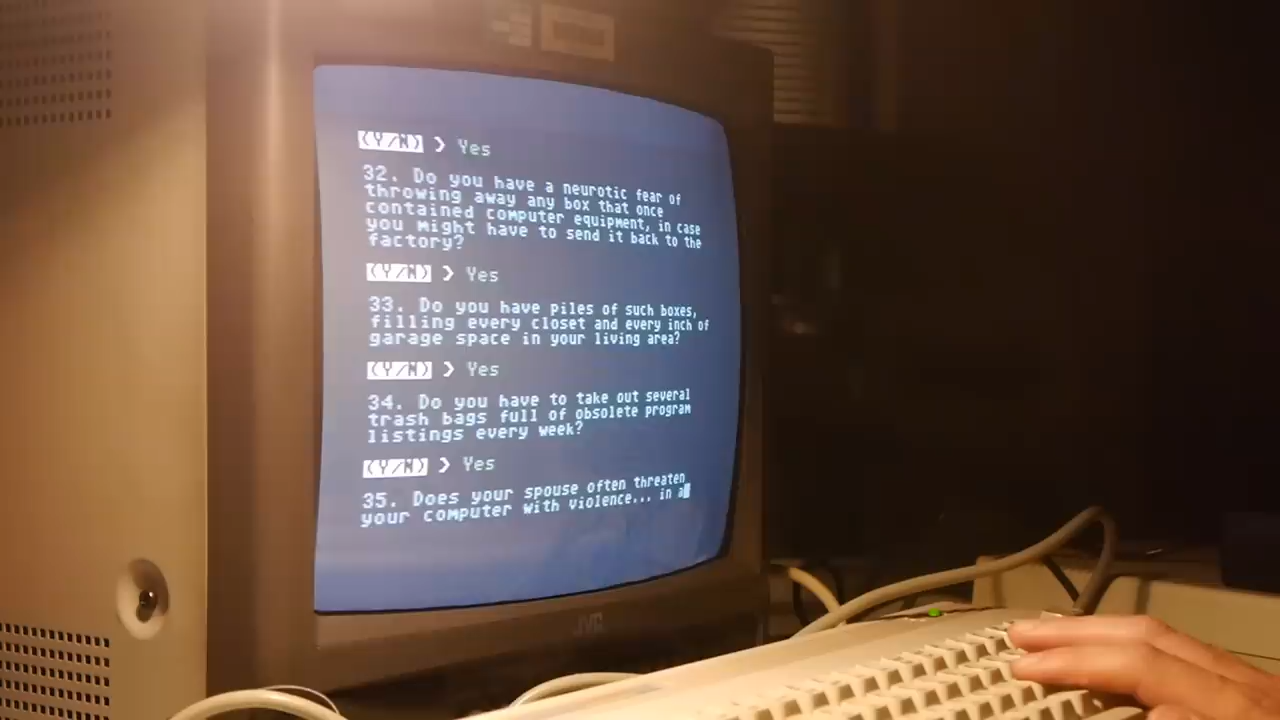 (Y/N) > Yes
32. Do you have a neurotic fear of
throwing away any box that once
contained computer equipment, in case
you might have to send it back to the
factory?
(Y/N) > Yes
33. Do you have piles of such boxes,
filling every closet and every inch of
garage space in your living area?
(Y/N) > Yes
34. Do you have to take out several
trash bags full of obsolete program
listings every week?
(Y/N) > Yes
35. Does your spouse often threaten
your computer with violence... in a
JVC